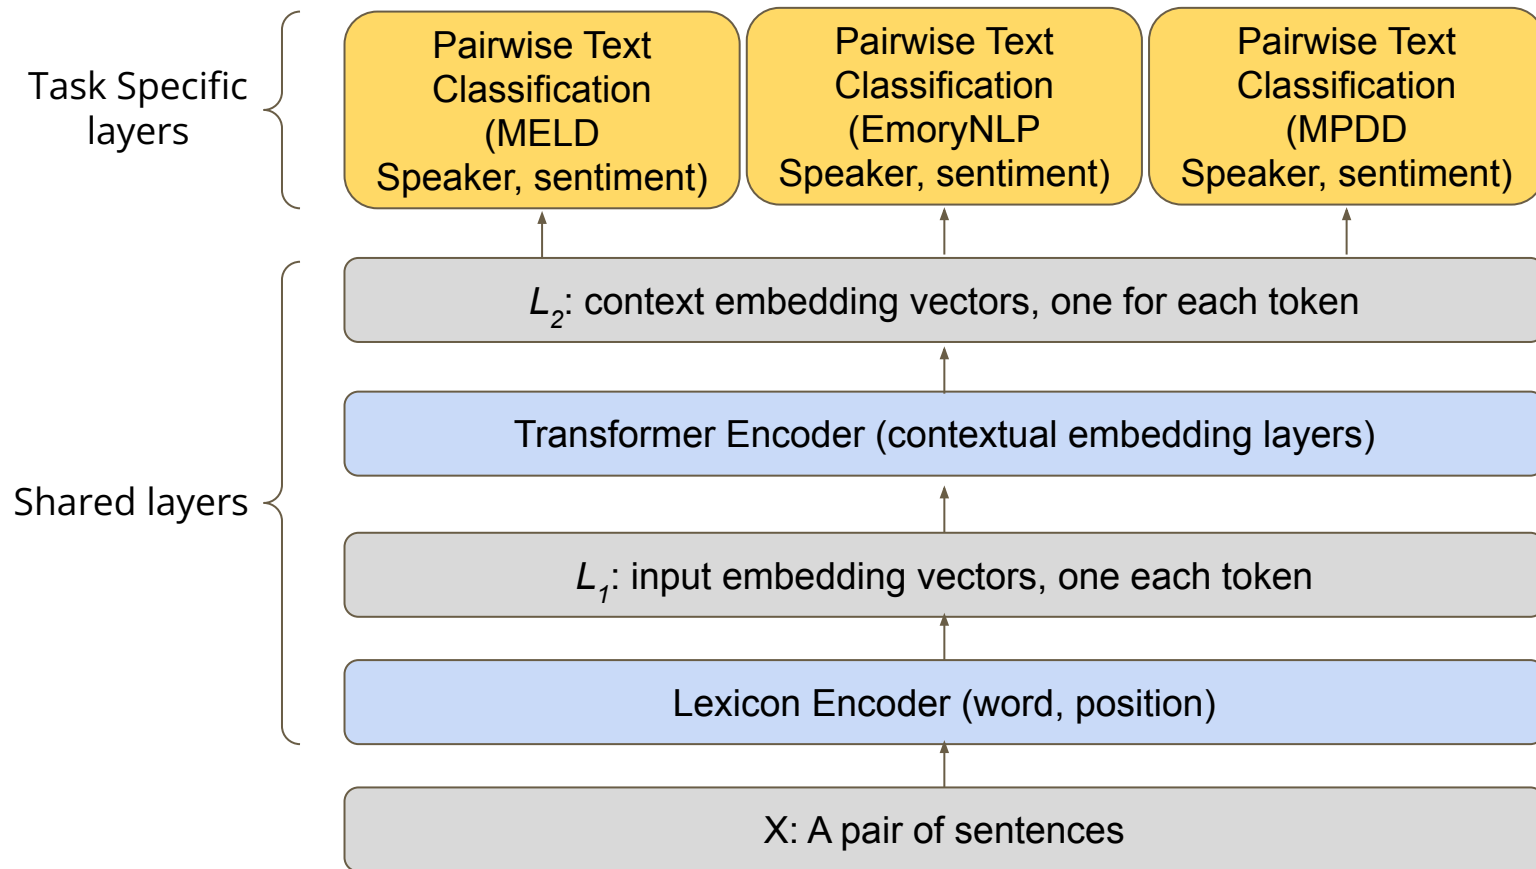 Task Specific
layers
Pairwise Text
Classification
(MELD
Speaker, sentiment)
Pairwise Text
Classification
(EmoryNLP
Speaker, sentiment)
Pairwise Text
Classification
(MPDD
Speaker, sentiment)
Shared layers
L2: context embedding vectors, one for each token
Transformer Encoder (contextual embedding layers)
L1: input embedding vectors, one each token
Lexicon Encoder (word, position)
X: A pair of sentences